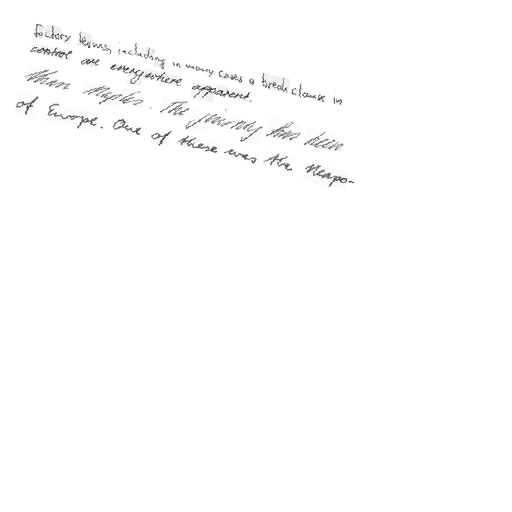 factory leases, including in many cases a break clause in
control are everywhere apparent.
than Naples. The journey has been
of Europe. One of these was the Neapo-